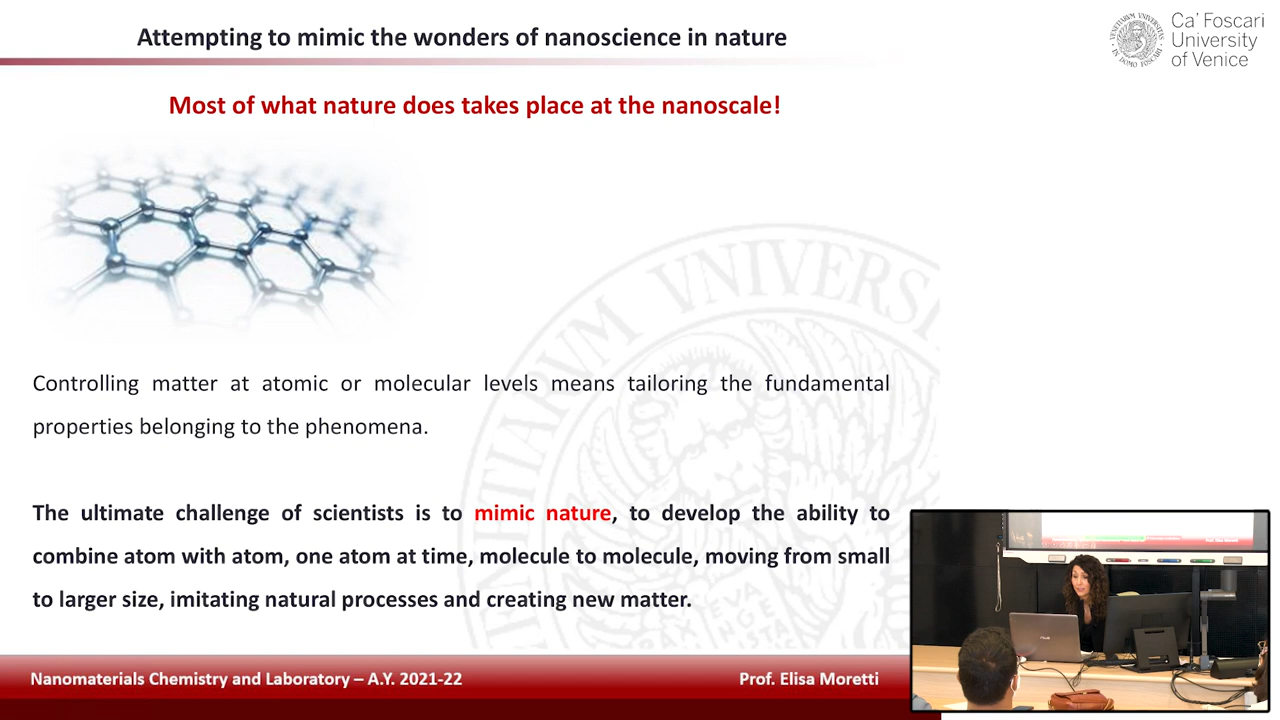 Attempting to mimic the wonders of nanoscience in nature
Ca' Foscari
University
of Venice
Most of what nature does takes place at the nanoscale!
Controlling matter at atomic or molecular levels means tailoring the fundamental
properties belonging to the phenomena.
The ultimate challenge of scientists is to mimic nature, to develop the ability to
combine atom with atom, one atom at time, molecule to molecule, moving from small
to larger size, imitating natural processes and creating new matter.
Nanomaterials Chemistry and Laboratory – A.Y. 2021-22
Prof. Elisa Moretti